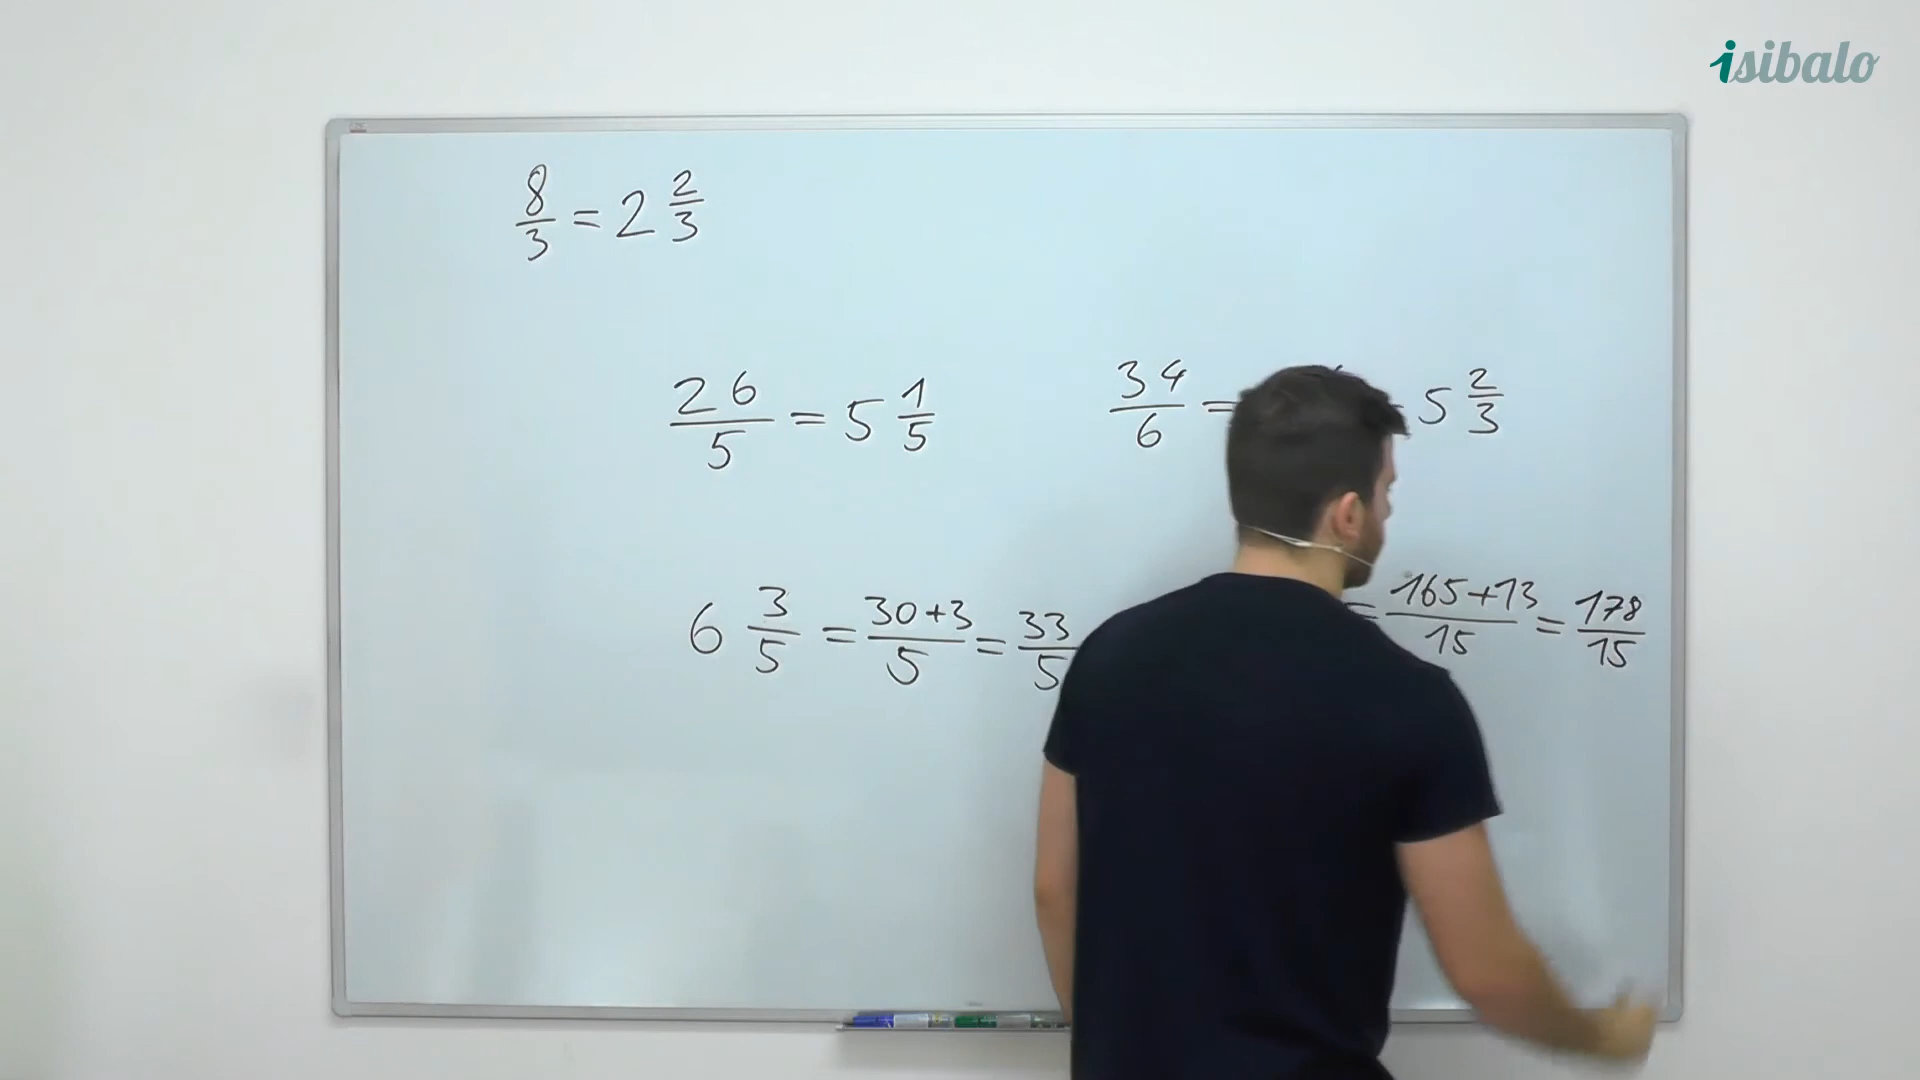 isibalo
8/3 = 2 2/3
26/5 = 5 1/5
34/6 = 5 2/3
6 3/5 = (30+3)/5 = 33/5
= (165+13)/15 = 178/15